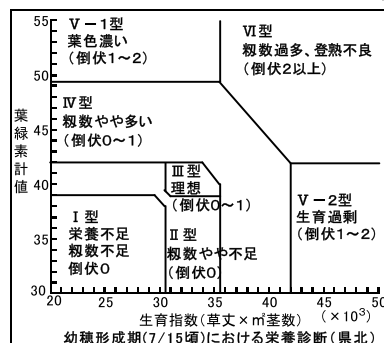 Ⅴ－1型
葉色濃い
(倒伏1～2)
Ⅵ型
籾数過多、登熟不良
(倒伏2以上)
Ⅳ型
籾数やや多い
(倒伏0～1)
Ⅲ型
理想
(倒伏0～1)
Ⅴ－2型
生育過剰
(倒伏1～2)
Ⅰ型
栄養不足
籾数不足
倒伏0
Ⅱ型
籾数やや不足
(倒伏0)
葉緑素計値
55
50
45
40
35
30
20 25 30 35 40 45 50
生育指数(草丈×㎡茎数) (×10³)
幼穂形成期(7/15頃)における栄養診断(県北)